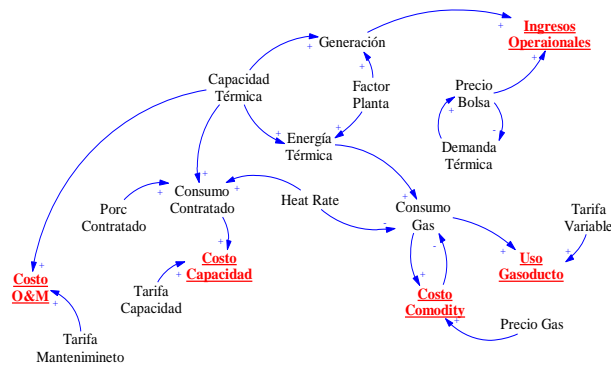 Ingresos
Operaionales
Generación
Capacidad
Térmica
Factor
Planta
Precio
Bolsa
Energía
Térmica
Demanda
Térmica
Porc
Contratado
Consumo
Contratado
Heat Rate
Consumo
Gas
Tarifa
Variable
Costo
O&M
Tarifa
Capacidad
Costo
Capacidad
Uso
Gasoducto
Costo
Comodity
Precio Gas
Tarifa
Mantenimineto